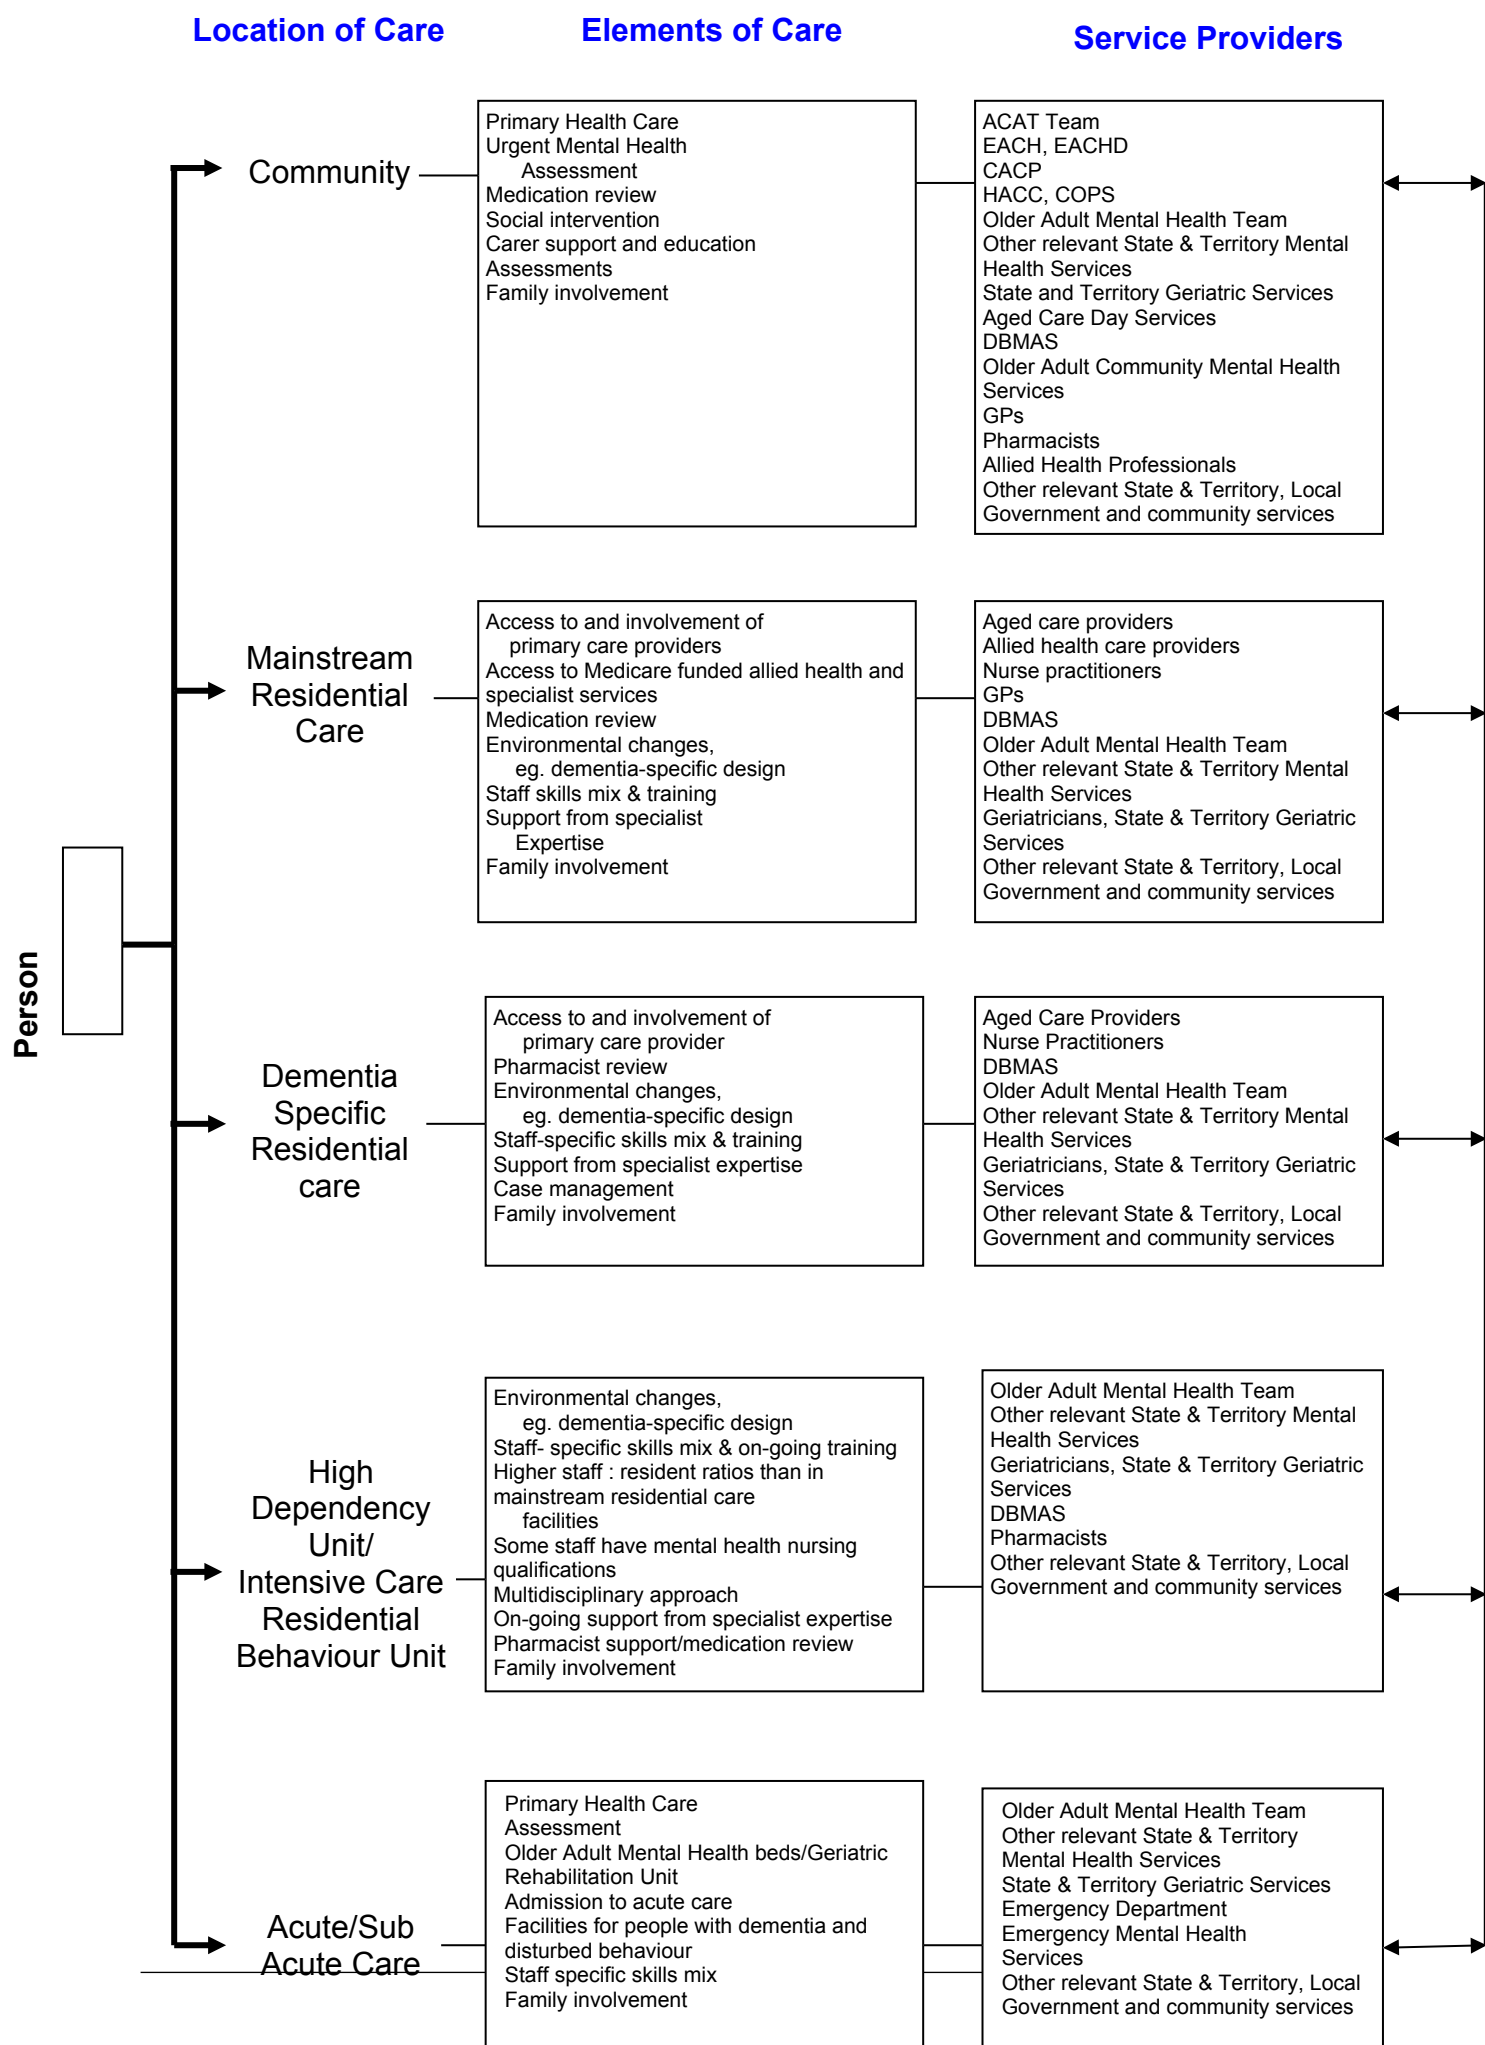 Location of Care
Elements of Care
Service Providers
Person
Community
Primary Health Care
Urgent Mental Health
Assessment
Medication review
Social intervention
Carer support and education
Assessments
Family involvement
ACAT Team
EACH, EACHD
CACP
HACC, COPS
Older Adult Mental Health Team
Other relevant State & Territory Mental
Health Services
State and Territory Geriatric Services
Aged Care Day Services
DBMAS
Older Adult Community Mental Health
Services
GPs
Pharmacists
Allied Health Professionals
Other relevant State & Territory, Local
Government and community services
Mainstream
Residential
Care
Access to and involvement of
primary care providers
Access to Medicare funded allied health and
specialist services
Medication review
Environmental changes,
eg. dementia-specific design
Staff skills mix & training
Support from specialist
Expertise
Family involvement
Aged care providers
Allied health care providers
Nurse practitioners
GPs
DBMAS
Older Adult Mental Health Team
Other relevant State & Territory Mental
Health Services
Geriatricians, State & Territory Geriatric
Services
Other relevant State & Territory, Local
Government and community services
Dementia
Specific
Residential
care
Access to and involvement of
primary care provider
Pharmacist review
Environmental changes,
eg. dementia-specific design
Staff-specific skills mix & training
Support from specialist expertise
Case management
Family involvement
Aged Care Providers
Nurse Practitioners
DBMAS
Older Adult Mental Health Team
Other relevant State & Territory Mental
Health Services
Geriatricians, State & Territory Geriatric
Services
Other relevant State & Territory, Local
Government and community services
High
Dependency
Unit/
Intensive Care
Residential
Behaviour Unit
Environmental changes,
eg. dementia-specific design
Staff- specific skills mix & on-going training
Higher staff : resident ratios than in
mainstream residential care
facilities
Some staff have mental health nursing
qualifications
Multidisciplinary approach
On-going support from specialist expertise
Pharmacist support/medication review
Family involvement
Older Adult Mental Health Team
Other relevant State & Territory Mental
Health Services
Geriatricians, State & Territory Geriatric
Services
DBMAS
Pharmacists
Other relevant State & Territory, Local
Government and community services
Acute/Sub
Acute Care
Primary Health Care
Assessment
Older Adult Mental Health beds/Geriatric
Rehabilitation Unit
Admission to acute care
Facilities for people with dementia and
disturbed behaviour
Staff specific skills mix
Family involvement
Older Adult Mental Health Team
Other relevant State & Territory
Mental Health Services
State & Territory Geriatric Services
Emergency Department
Emergency Mental Health
Services
Other relevant State & Territory, Local
Government and community services